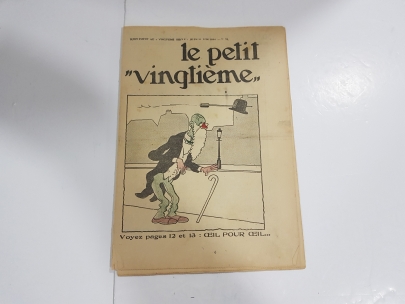 le petit
"vingtième"
Voyez pages 12 et 13 : ŒIL POUR ŒIL...